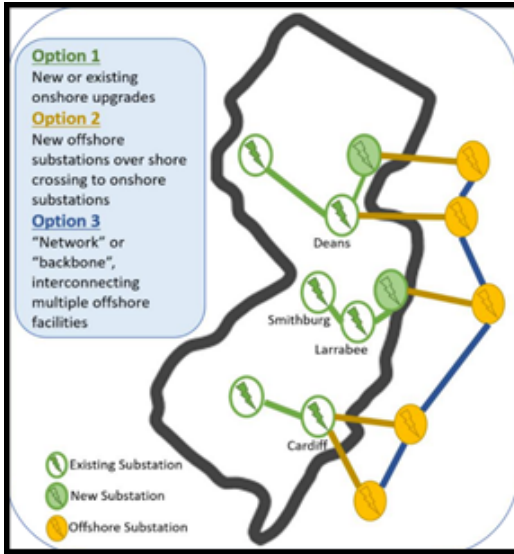 Option 1
New or existing
onshore upgrades
Option 2
New offshore
substations over shore
crossing to onshore
substations
Option 3
“Network” or
“backbone”,
interconnecting
multiple offshore
facilities
Deans
Smithburg
Larrabee
Cardiff
Existing Substation
New Substation
Offshore Substation